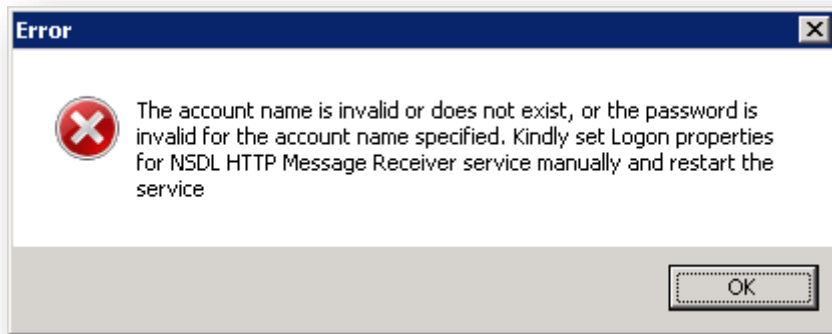 Error
The account name is invalid or does not exist, or the password is
invalid for the account name specified. Kindly set Logon properties
for NSDL HTTP Message Receiver service manually and restart the
service
OK